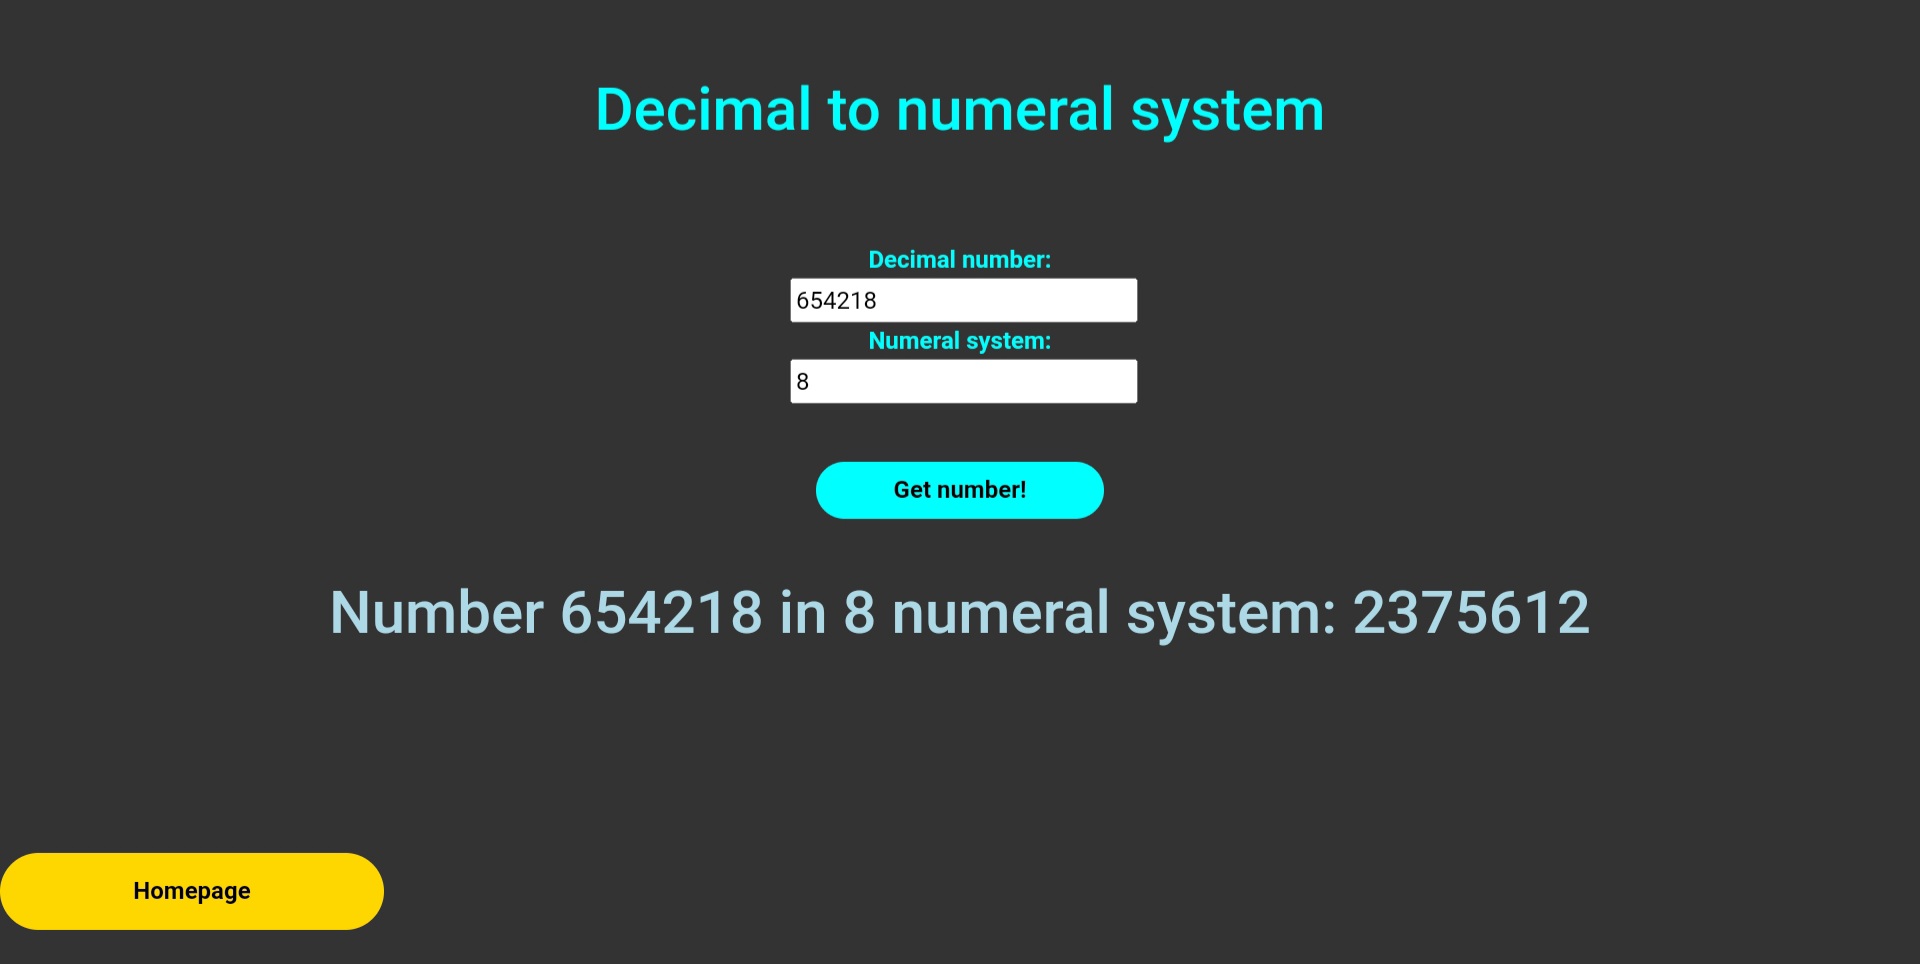 Decimal to numeral system
Decimal number:
654218
Numeral system:
8
Get number!
Number 654218 in 8 numeral system: 2375612
Homepage